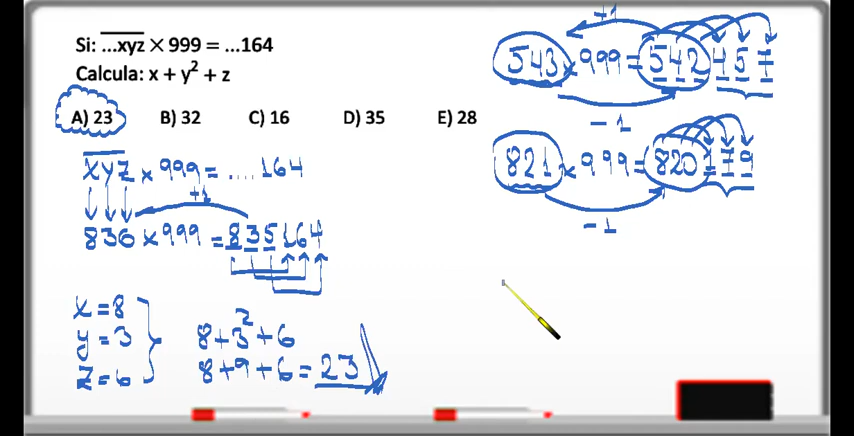 Si: ...xyz × 999 = ...164
Calcula: x + y² + z
A) 23 B) 32 C) 16 D) 35 E) 28
xyz × 999 = ....164
+1
836 × 999 = 835164
x = 8
y = 3
z = 6
8+3²+6
8+9+6=23
+1
543 × 999 = 542457
-1
821 × 999 = 820179
-1